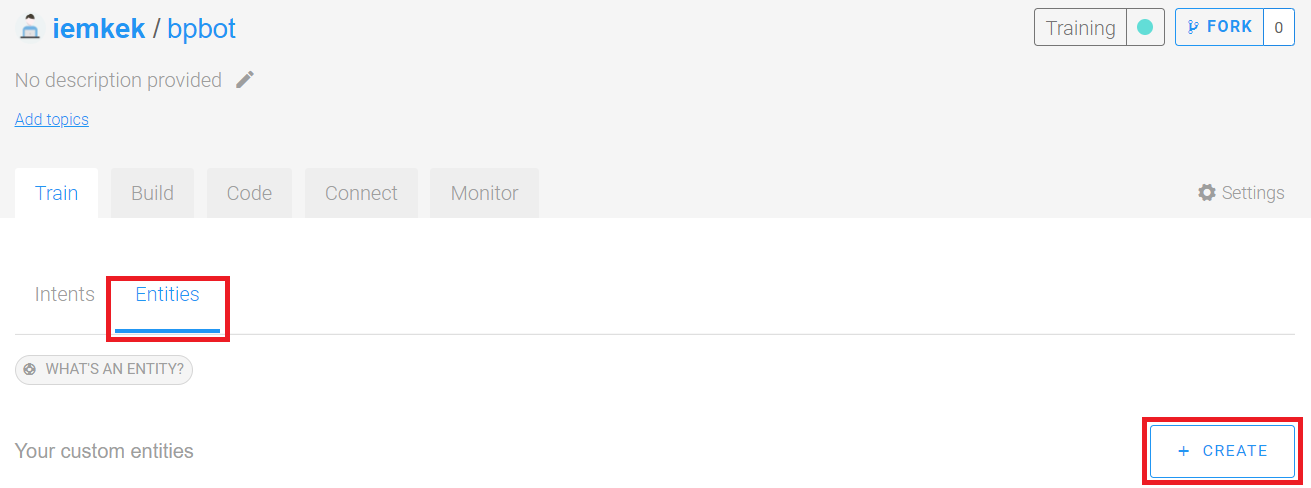 iemkek / bpbot
Training
FORK 0
No description provided
Add topics
Train Build Code Connect Monitor
Settings
Intents Entities
WHAT'S AN ENTITY?
Your custom entities
+ CREATE